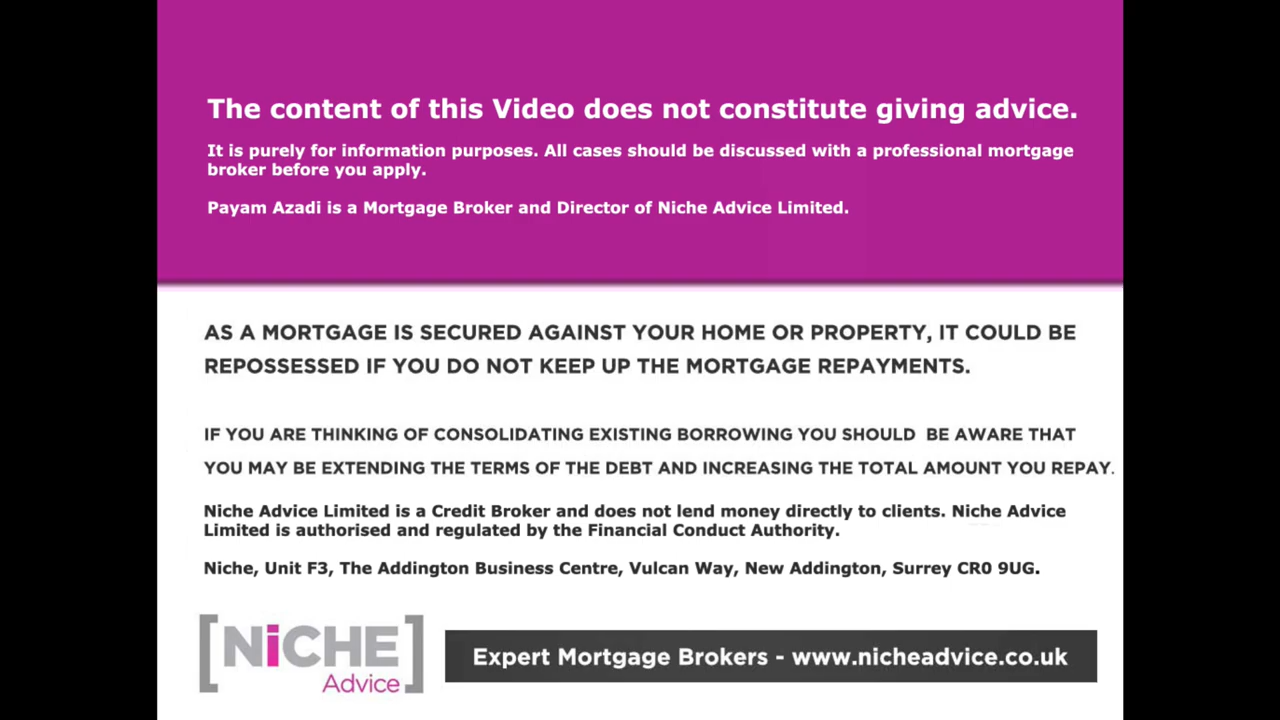 The content of this Video does not constitute giving advice.
It is purely for information purposes. All cases should be discussed with a professional mortgage
broker before you apply.
Payam Azadi is a Mortgage Broker and Director of Niche Advice Limited.
AS A MORTGAGE IS SECURED AGAINST YOUR HOME OR PROPERTY, IT COULD BE
REPOSSESSED IF YOU DO NOT KEEP UP THE MORTGAGE REPAYMENTS.
IF YOU ARE THINKING OF CONSOLIDATING EXISTING BORROWING YOU SHOULD BE AWARE THAT
YOU MAY BE EXTENDING THE TERMS OF THE DEBT AND INCREASING THE TOTAL AMOUNT YOU REPAY.
Niche Advice Limited is a Credit Broker and does not lend money directly to clients. Niche Advice
Limited is authorised and regulated by the Financial Conduct Authority.
Niche, Unit F3, The Addington Business Centre, Vulcan Way, New Addington, Surrey CR0 9UG.
[NiCHE
Advice]
Expert Mortgage Brokers - www.nicheadvice.co.uk